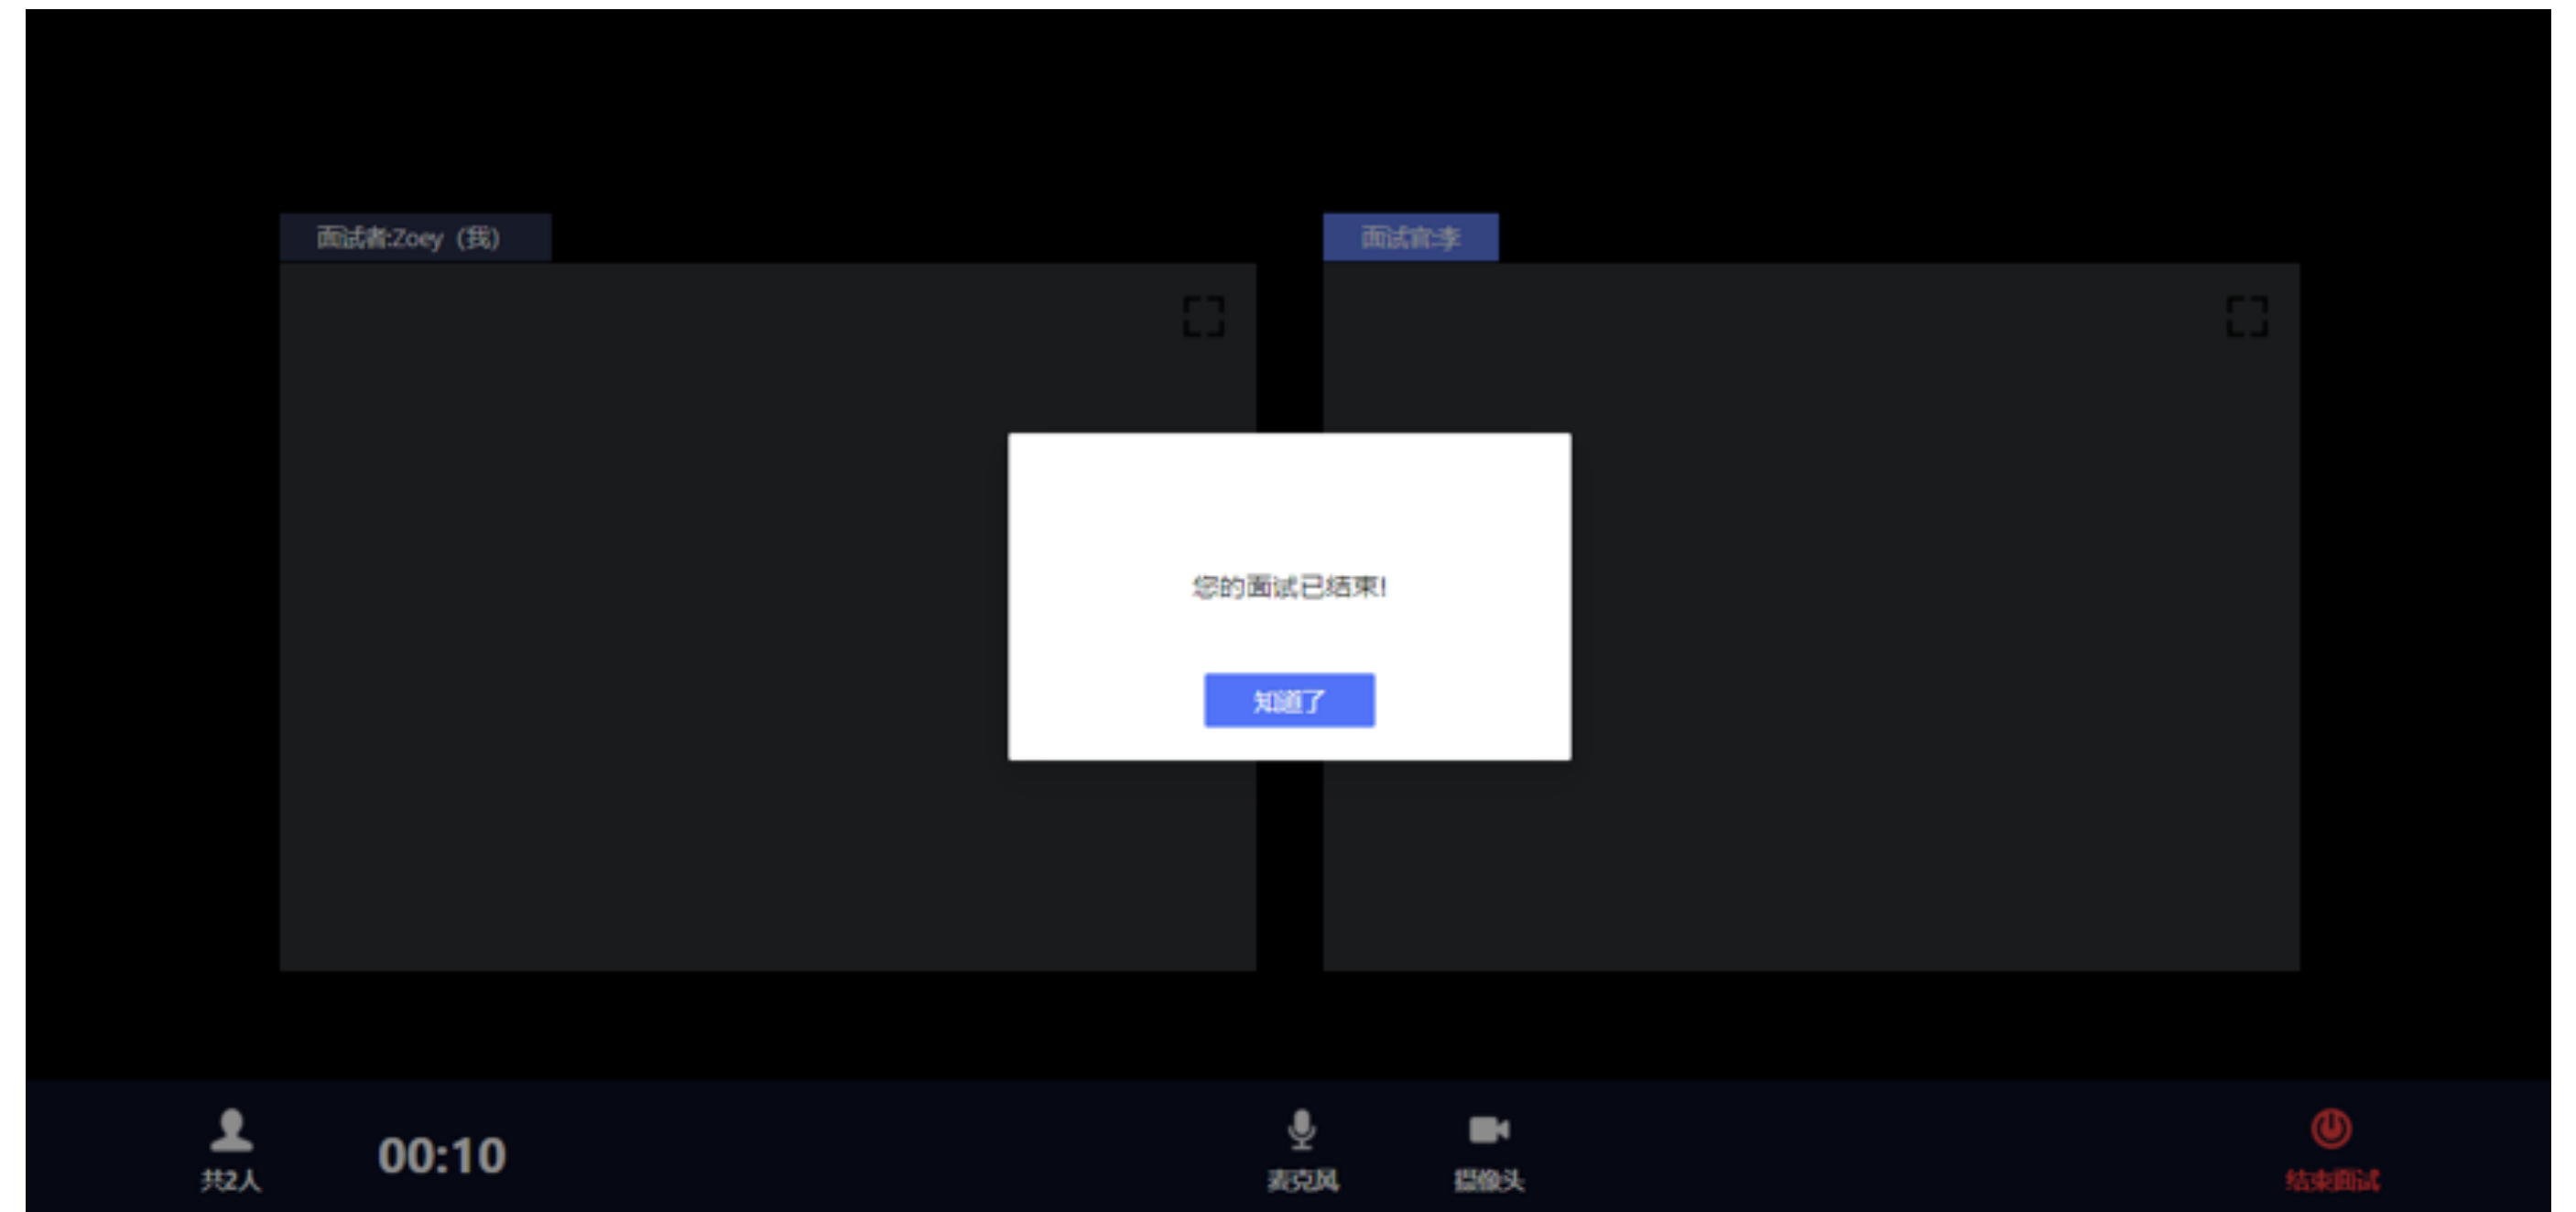 面试者:Zoey（我）
面试官:李
您的面试已结束!
知道了
共2人
00:10
麦克风
摄像头
结束面试